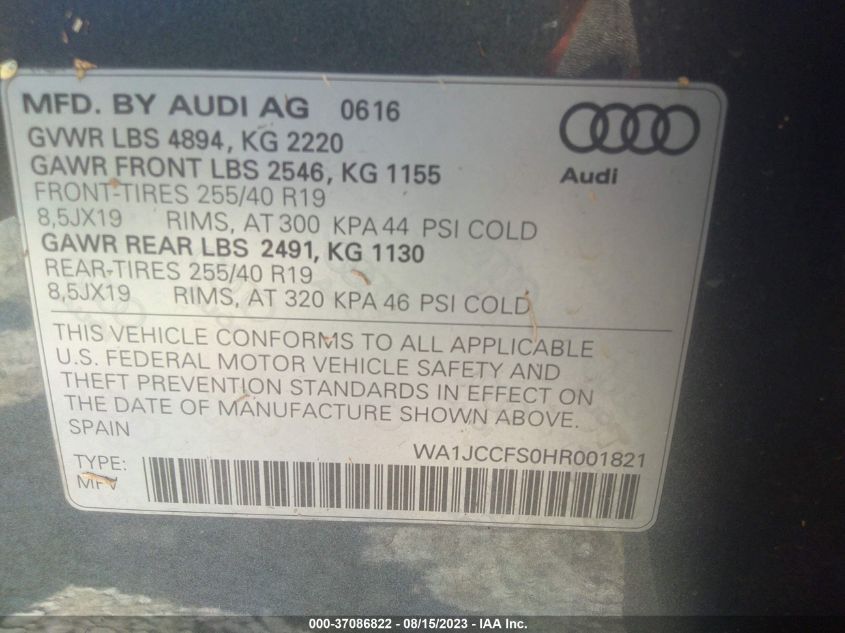 MFD. BY AUDI AG 0616
GVWR LBS 4894, KG 2220
GAWR FRONT LBS 2546, KG 1155
FRONT-TIRES 255/40 R19
8,5JX19 RIMS, AT 300 KPA 44 PSI COLD
GAWR REAR LBS 2491, KG 1130
REAR-TIRES 255/40 R19
8,5JX19 RIMS, AT 320 KPA 46 PSI COLD
Audi
THIS VEHICLE CONFORMS TO ALL APPLICABLE
U.S. FEDERAL MOTOR VEHICLE SAFETY AND
THEFT PREVENTION STANDARDS IN EFFECT ON
THE DATE OF MANUFACTURE SHOWN ABOVE.
SPAIN
WA1JCCFS0HR001821
TYPE:
MPV
000-37086822 - 08/15/2023 - IAA Inc.